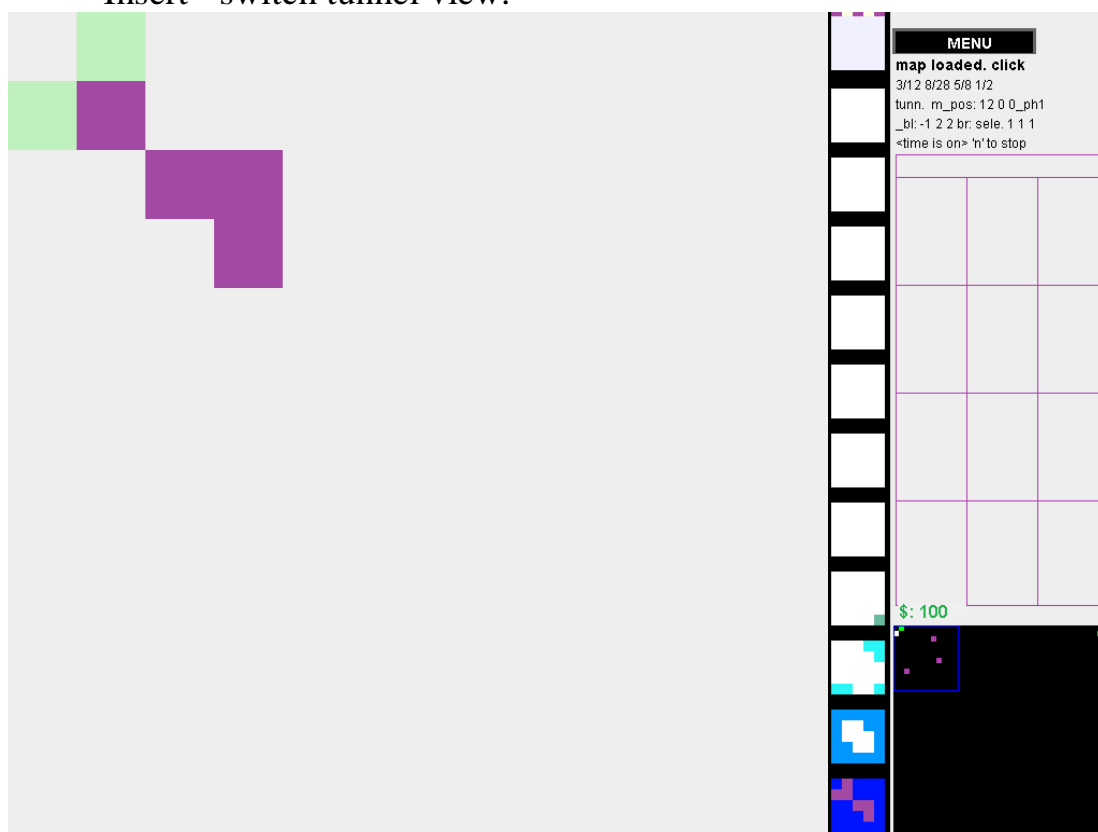 Insert - switch tunnel view.
MENU
map loaded. click
3/12 8/28 5/8 1/2
tunn. m_pos: 12 0 0_ph1
_bl: -1 2 2 br: sele. 1 1 1
<time is on> 'n' to stop
$: 100